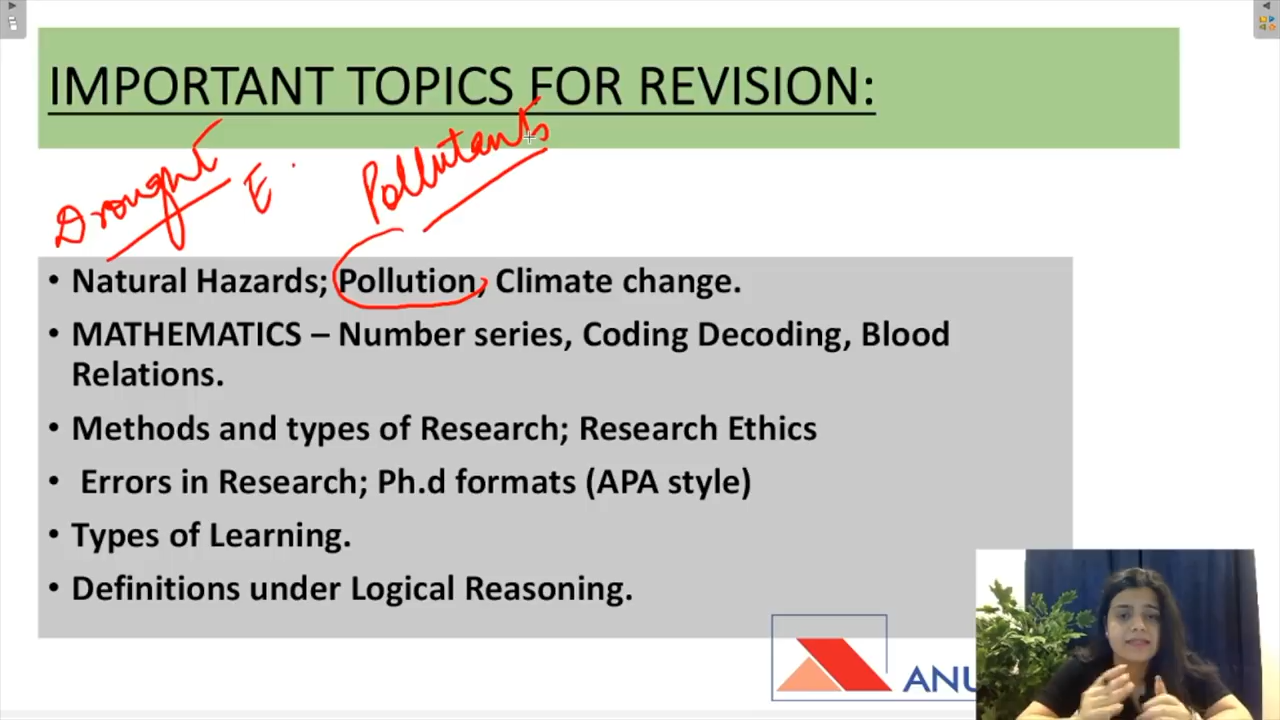 IMPORTANT TOPICS FOR REVISION:
Drought E. Pollutants
• Natural Hazards; Pollution, Climate change.
• MATHEMATICS – Number series, Coding Decoding, Blood
Relations.
• Methods and types of Research; Research Ethics
• Errors in Research; Ph.d formats (APA style)
• Types of Learning.
• Definitions under Logical Reasoning.
ANU